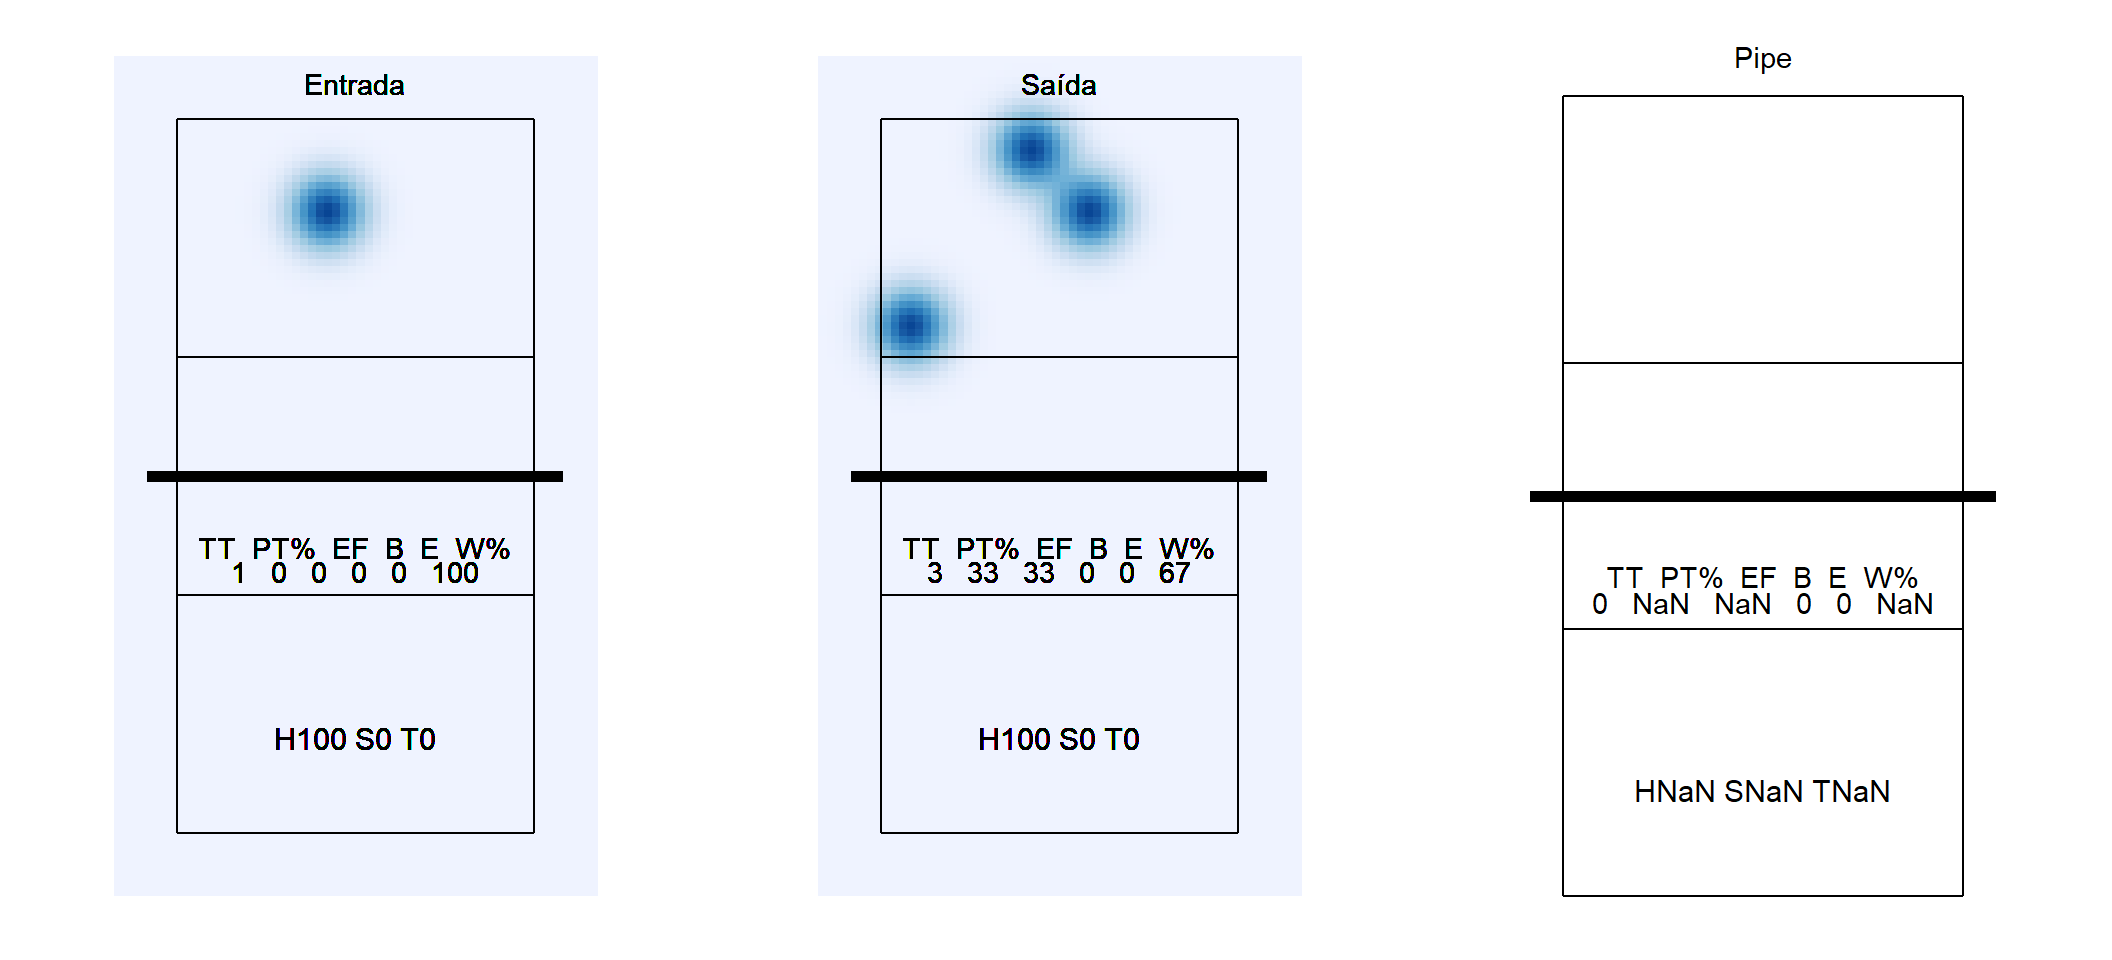 Entrada
TT PT% EF B E W%
1 0 0 0 0 100
H100 S0 T0
Saída
TT PT% EF B E W%
3 33 33 0 0 67
H100 S0 T0
Pipe
TT PT% EF B E W%
0 NaN NaN 0 0 NaN
HNaN SNaN TNaN